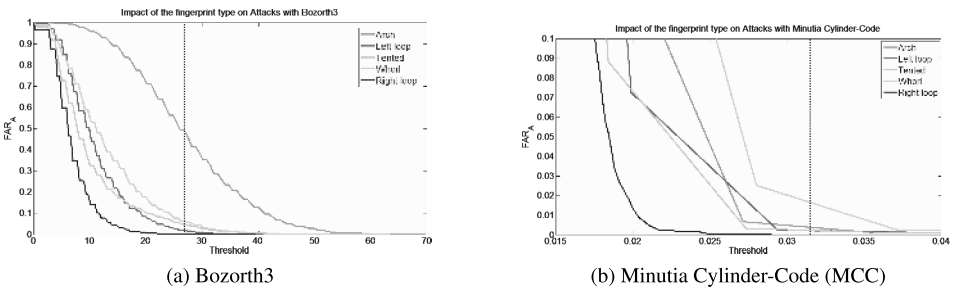 Impact of the fingerprint type on Attacks with Bozorth3
1
0.9
0.8
0.7
0.6
0.5
0.4
0.3
0.2
0.1
0
FAR_A
Arch
Left loop
Tented
Whorl
Right loop
0 10 20 30 40 50 60 70
Threshold
(a) Bozorth3
Impact of the fingerprint type on Attacks with Minutia Cylinder-Code
0.1
0.09
0.08
0.07
0.06
0.05
0.04
0.03
0.02
0.01
0
FAR_A
Arch
Left loop
Tented
Whorl
Right loop
0.015 0.02 0.025 0.03 0.035 0.04
Threshold
(b) Minutia Cylinder-Code (MCC)